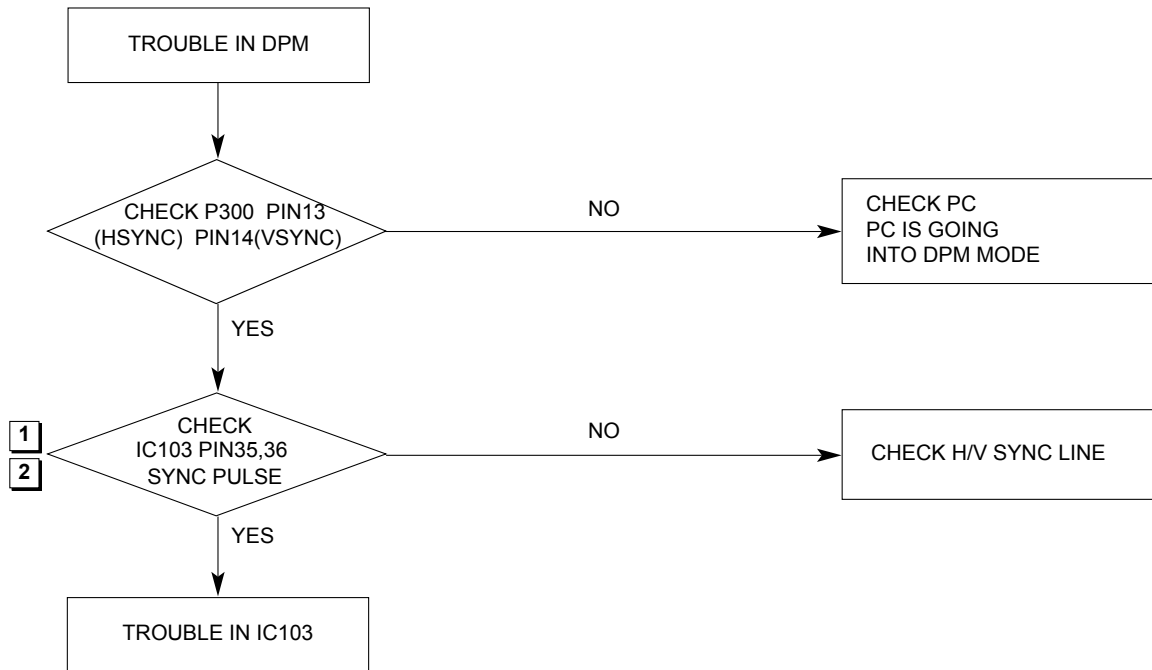 TROUBLE IN DPM
CHECK P300 PIN13
(HSYNC) PIN14(VSYNC)
NO
CHECK PC
PC IS GOING
INTO DPM MODE
YES
1
2
CHECK
IC103 PIN35,36
SYNC PULSE
NO
CHECK H/V SYNC LINE
YES
TROUBLE IN IC103